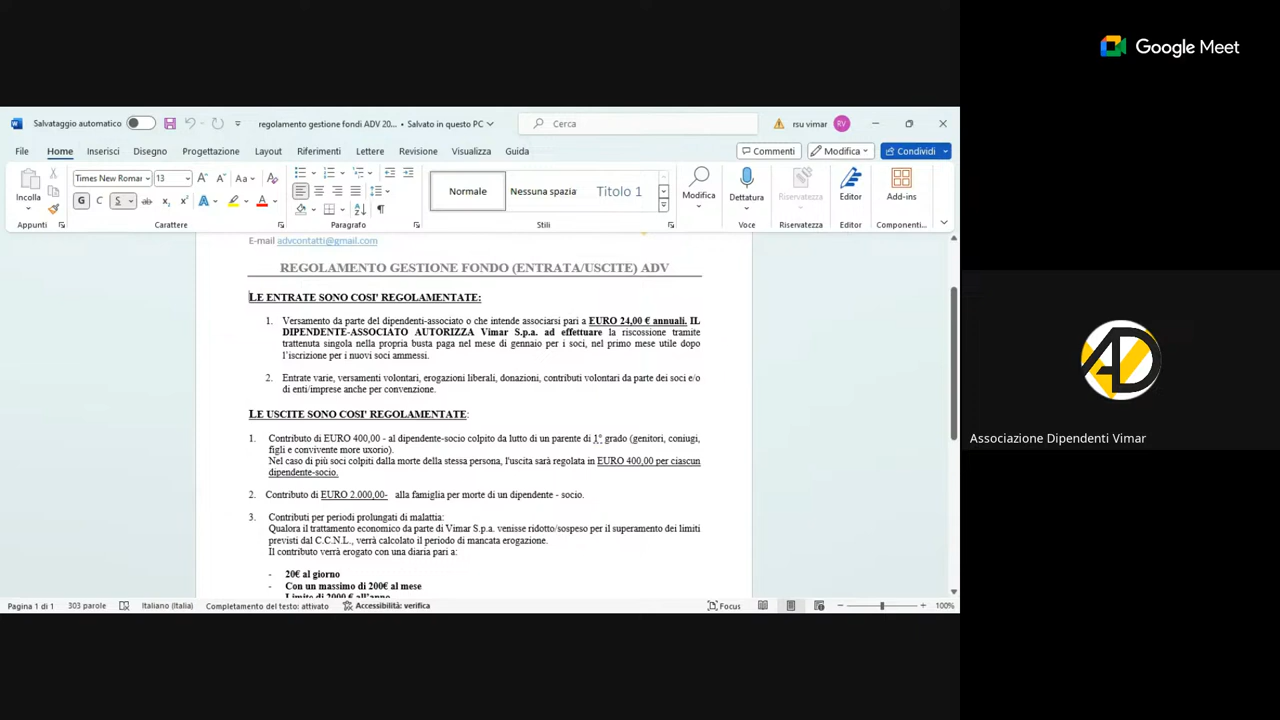 Google Meet
Salvataggio automatico
regolamento gestione fondi ADV 20... • Salvato in questo PC
Cerca
rsu vimar
RV
File
Home
Inserisci
Disegno
Progettazione
Layout
Riferimenti
Lettere
Revisione
Visualizza
Guida
Commenti
Modifica
Condividi
Incolla
Times New Roman
13
Normale
Nessuna spazia
Titolo 1
Modifica
Dettatura
Riservatezza
Editor
Add-ins
Appunti
Carattere
Paragrafo
Stili
Voce
Riservatezza
Editor
Componenti...
E-mail advcontatti@gmail.com
REGOLAMENTO GESTIONE FONDO (ENTRATA/USCITE) ADV
LE ENTRATE SONO COSI' REGOLAMENTATE:
1. Versamento da parte del dipendenti-associato o che intende associarsi pari a EURO 24,00 € annuali. IL
DIPENDENTE-ASSOCIATO AUTORIZZA Vimar S.p.a. ad effettuare la riscossione tramite
trattenuta singola nella propria busta paga nel mese di gennaio per i soci, nel primo mese utile dopo
l'iscrizione per i nuovi soci ammessi.
2. Entrate varie, versamenti volontari, erogazioni liberali, donazioni, contributi volontari da parte dei soci e/o
di enti/imprese anche per convenzione.
LE USCITE SONO COSI' REGOLAMENTATE:
1. Contributo di EURO 400,00 - al dipendente-socio colpito da lutto di un parente di 1° grado (genitori, coniugi,
figli e convivente more uxorio).
Nel caso di più soci colpiti dalla morte della stessa persona, l'uscita sarà regolata in EURO 400,00 per ciascun
dipendente-socio.
2. Contributo di EURO 2.000,00- alla famiglia per morte di un dipendente - socio.
3. Contributi per periodi prolungati di malattia:
Qualora il trattamento economico da parte di Vimar S.p.a. venisse ridotto/sospeso per il superamento dei limiti
previsti dal C.C.N.L., verrà calcolato il periodo di mancata erogazione.
Il contributo verrà erogato con una diaria pari a:
- 20€ al giorno
- Con un massimo di 200€ al mese
Limite di 2000 € all'anno
Pagina 1 di 1
303 parole
Italiano (Italia)
Completamento del testo: attivato
Accessibilità: verifica
Focus
100%
AD
Associazione Dipendenti Vimar